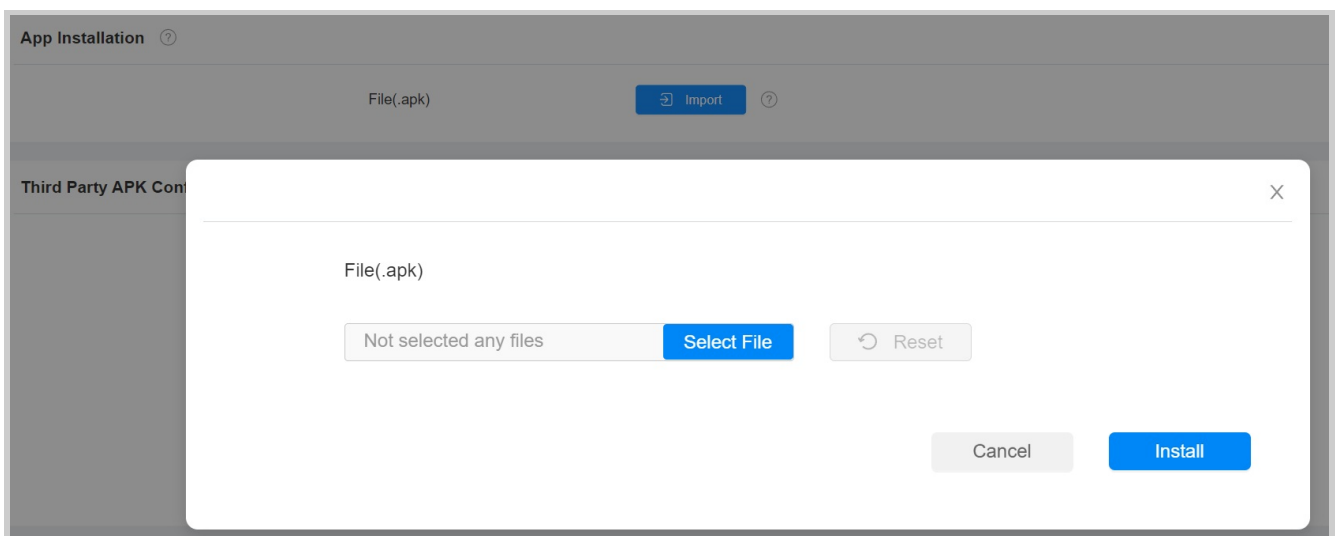 App Installation ?
File(.apk) Import ?
Third Party APK Con
File(.apk)
Not selected any files Select File Reset
Cancel Install